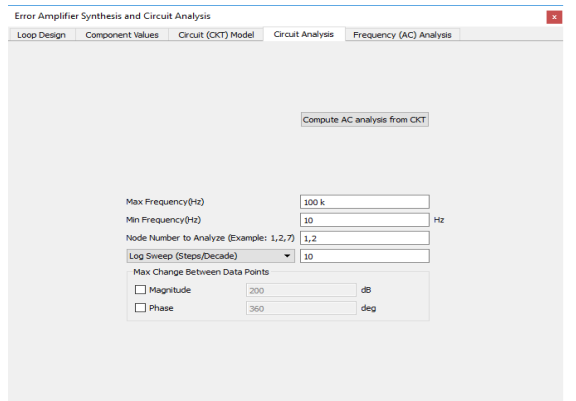 Error Amplifier Synthesis and Circuit Analysis
x
Loop Design Component Values Circuit (CKT) Model Circuit Analysis Frequency (AC) Analysis
Compute AC analysis from CKT
Max Frequency(Hz) 100 k
Min Frequency(Hz) 10 Hz
Node Number to Analyze (Example: 1,2,7) 1,2
Log Sweep (Steps/Decade) 10
Max Change Between Data Points
Magnitude 200 dB
Phase 360 deg